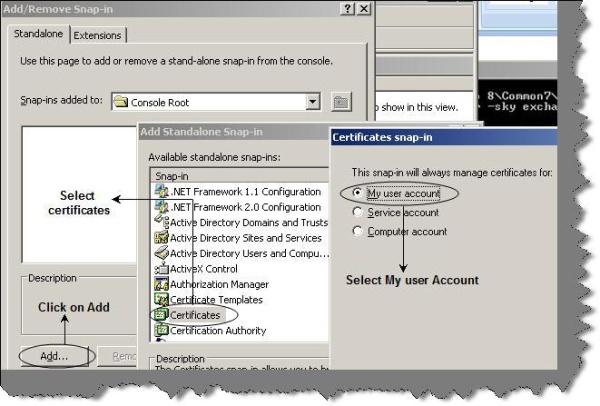 Add/Remove Snap-in
Standalone
Extensions
Use this page to add or remove a stand-alone snap-in from the console.
Snap-ins added to:
Console Root
show in this view.
8\Common7\
-sky excha
Add Standalone Snap-in
Available standalone snap-ins:
Snap-in
.NET Framework 1.1 Configuration
.NET Framework 2.0 Configuration
Active Directory Domains and Trusts
Active Directory Sites and Services
Active Directory Users and Compu...
ActiveX Control
Authorization Manager
Certificate Templates
Certificates
Certification Authority
Description
The Certificates snap-in allows you to b
Certificates snap-in
This snap-in will always manage certificates for:
My user account
Service account
Computer account
Select My user Account
Select
certificates
Description
Click on Add
Add...
Remo